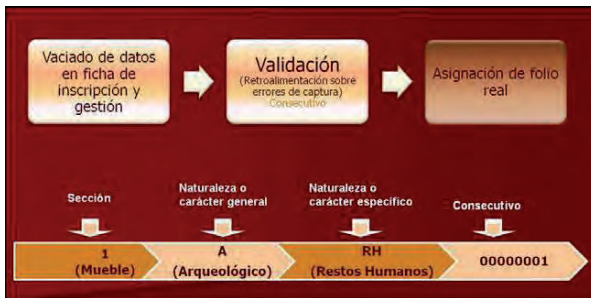 Vaciado de datos
en ficha de
inscripción y
gestión
Validación
(Retroalimentación sobre
errores de captura)
Consecutivo
Asignación de folio
real
Sección
Naturaleza o
carácter general
Naturaleza o
carácter específico
Consecutivo
1
(Mueble)
A
(Arqueológico)
RH
(Restos Humanos)
00000001